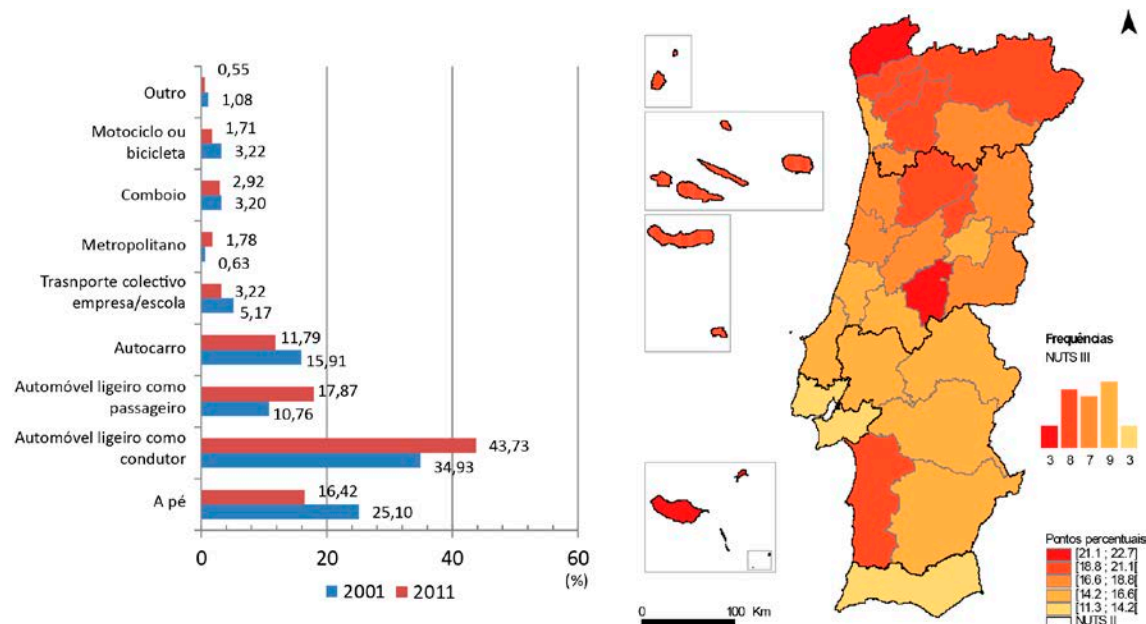 0,55
Outro
1,08
Motociclo ou
bicicleta
1,71
3,22
Comboio
2,92
3,20
Metropolitano
1,78
0,63
Trasnporte colectivo
empresa/escola
3,22
5,17
Autocarro
11,79
15,91
Automóvel ligeiro como
passageiro
17,87
10,76
Automóvel ligeiro como
condutor
43,73
34,93
A pé
16,42
25,10
0 20 40 60
(%)
2001 2011
Frequências
NUTS III
3 8 7 9 3
Pontos percentuais
[21.1 ; 22.7]
[18.8 ; 21.1[
[16.6 ; 18.8[
[14.2 ; 16.6[
[11.3 ; 14.2[
NUTS II
0 100 Km